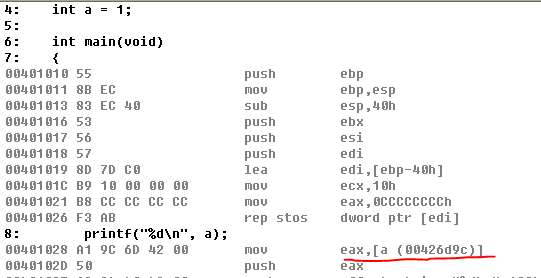 4: int a = 1;
5:
6: int main(void)
7: {
00401010 55 push ebp
00401011 8B EC mov ebp,esp
00401013 83 EC 40 sub esp,40h
00401016 53 push ebx
00401017 56 push esi
00401018 57 push edi
00401019 8D 7D C0 lea edi,[ebp-40h]
0040101C B9 10 00 00 00 mov ecx,10h
00401021 B8 CC CC CC CC mov eax,0CCCCCCCCh
00401026 F3 AB rep stos dword ptr [edi]
8: printf("%d\n", a);
00401028 A1 9C 6D 42 00 mov eax,[a (00426d9c)]
0040102D 50 push eax